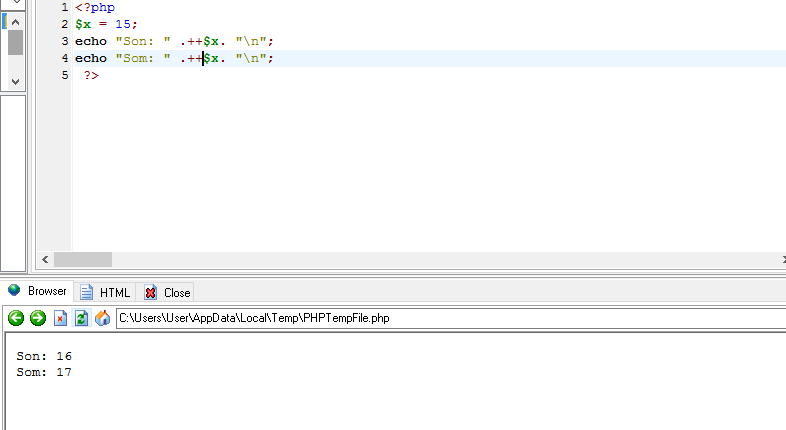 1 <?php
2 $x = 15;
3 echo "Son: " .++$x. "\n";
4 echo "Som: " .++$x. "\n";
5 ?>
Browser HTML Close
C:\Users\User\AppData\Local\Temp\PHPTempFile.php
Son: 16
Som: 17